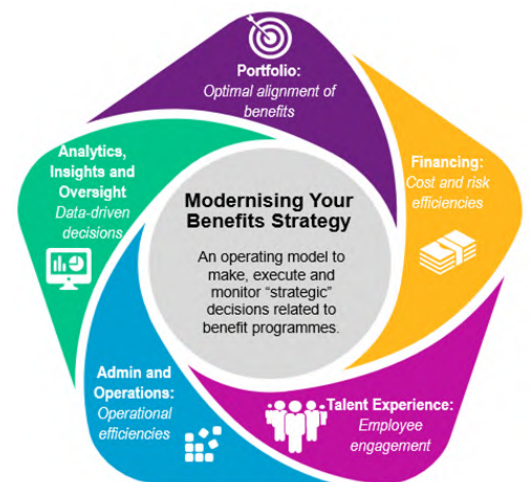 Portfolio:
Optimal alignment of
benefits
Analytics,
Insights and
Oversight
Data-driven
decisions
Financing:
Cost and risk
efficiencies
Modernising Your
Benefits Strategy
An operating model to
make, execute and
monitor “strategic”
decisions related to
benefit programmes.
Admin and
Operations:
Operational
efficiencies
Talent Experience:
Employee
engagement